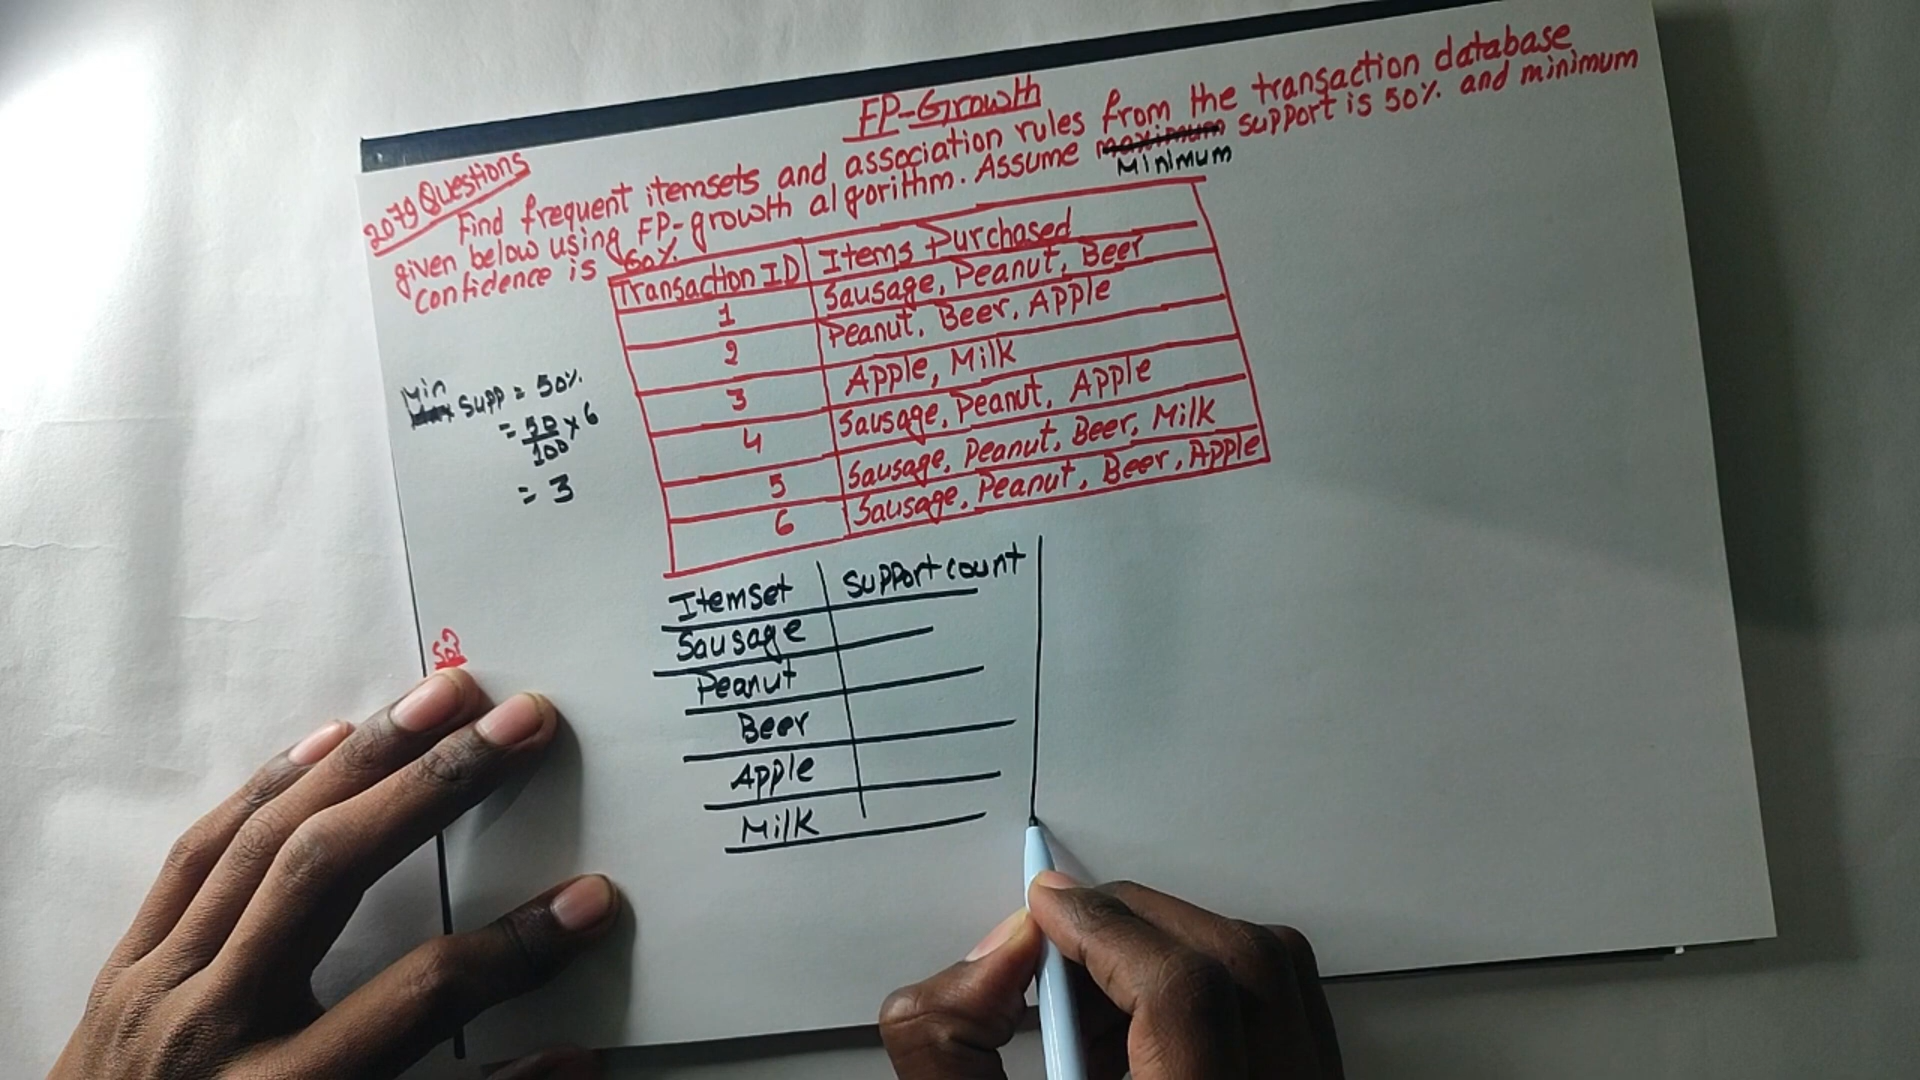 FP-Growth
2079 Questions
Find frequent itemsets and association rules from the transaction database
given below using FP-growth algorithm. Assume Minimum support is 50% and minimum
confidence is 60%
Transaction ID Items purchased
1 Sausage, Peanut, Beer
2 Peanut, Beer, Apple
3 Apple, Milk
4 Sausage, Peanut, Apple
5 Sausage, Peanut, Beer, Milk
6 Sausage, Peanut, Beer, Apple
Min supp = 50%
= 50/100 x 6
= 3
Itemset support count
Sausage
Peanut
Beer
Apple
Milk